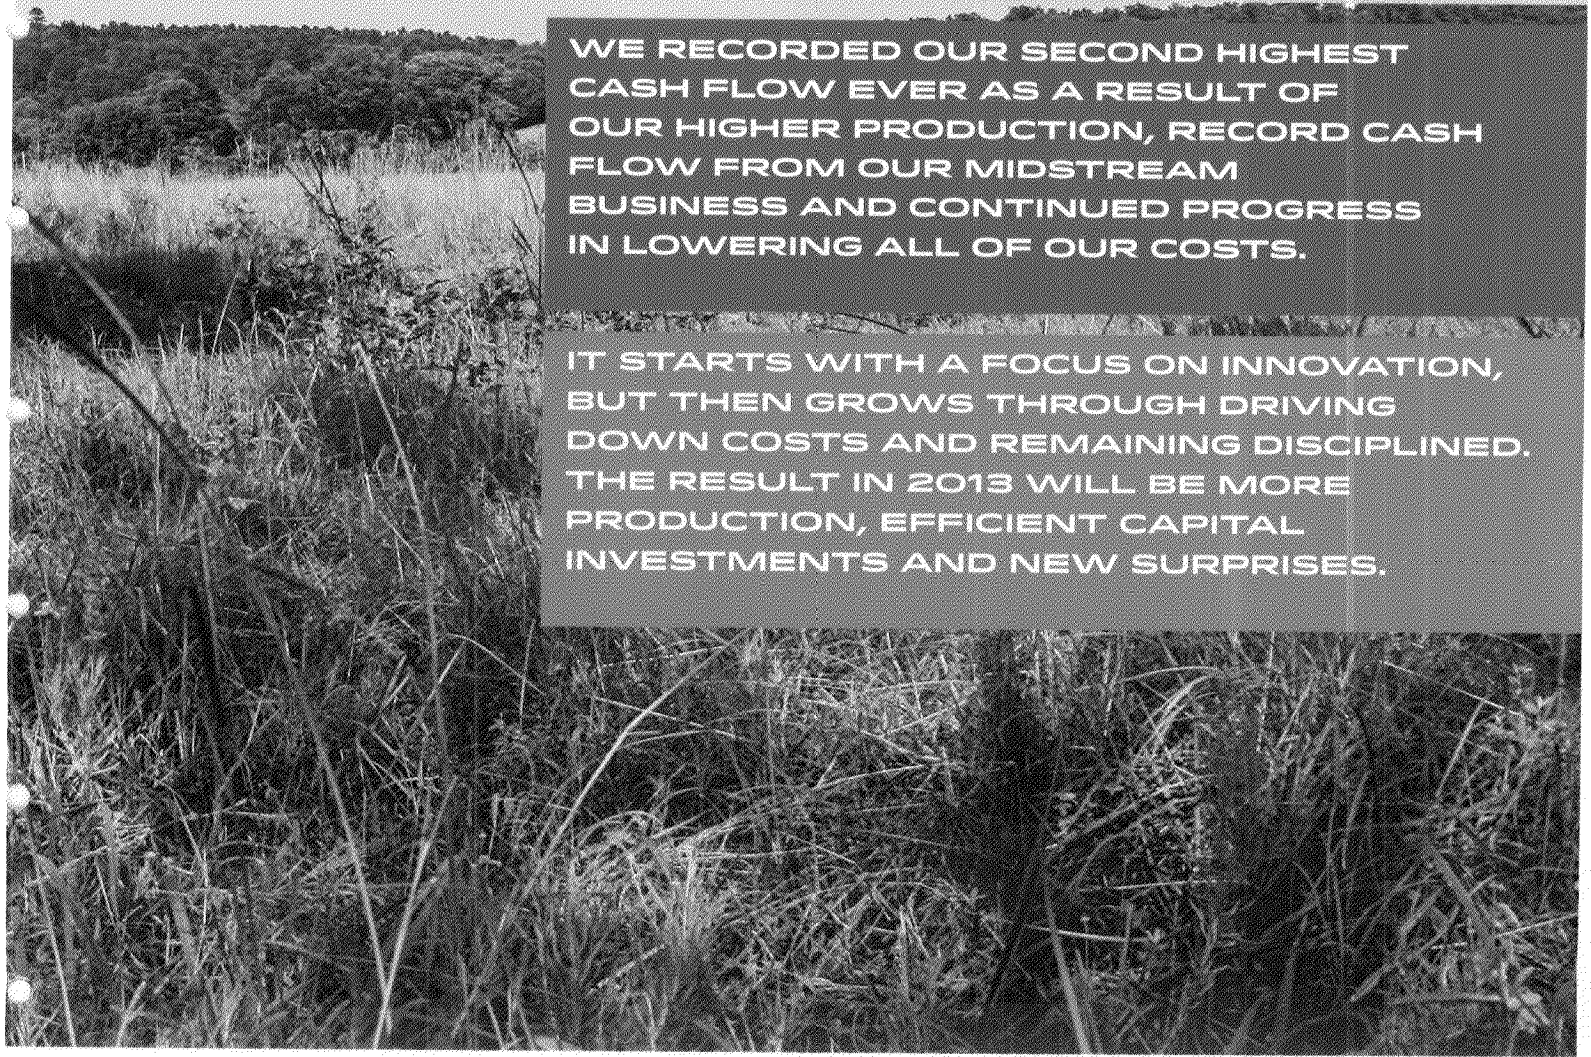 WE RECORDED OUR SECOND HIGHEST
CASH FLOW EVER AS A RESULT OF
OUR HIGHER PRODUCTION, RECORD CASH
FLOW FROM OUR MIDSTREAM
BUSINESS AND CONTINUED PROGRESS
IN LOWERING ALL OF OUR COSTS.
IT STARTS WITH A FOCUS ON INNOVATION,
BUT THEN GROWS THROUGH DRIVING
DOWN COSTS AND REMAINING DISCIPLINED.
THE RESULT IN 2013 WILL BE MORE
PRODUCTION, EFFICIENT CAPITAL
INVESTMENTS AND NEW SURPRISES.